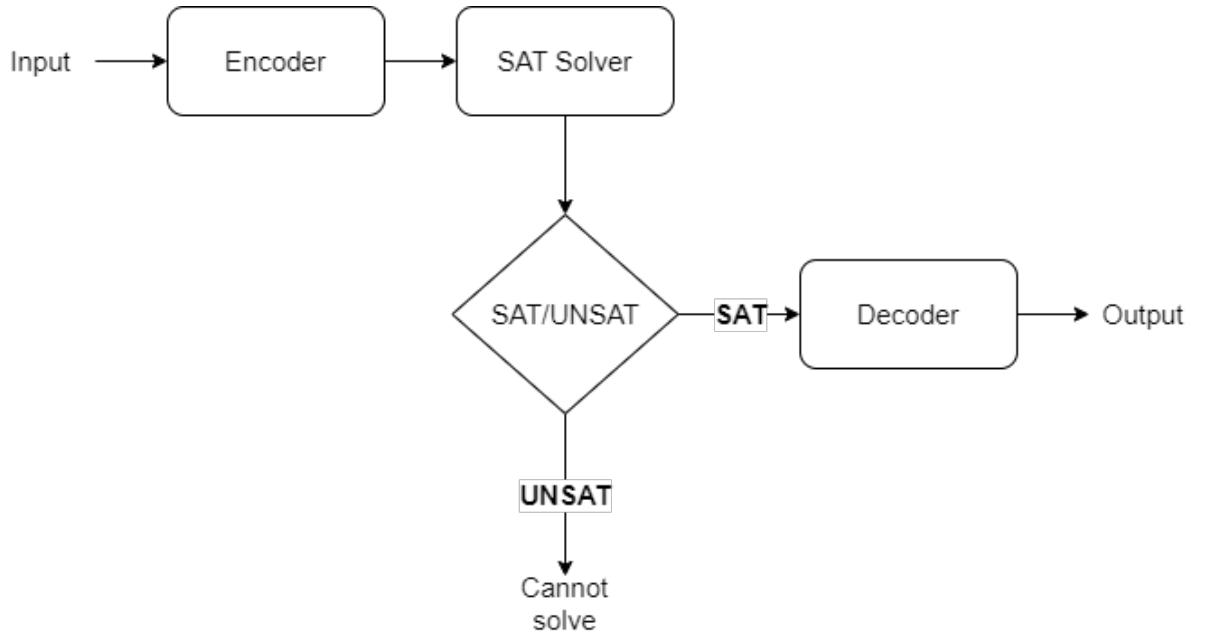 Input
Encoder
SAT Solver
SAT/UNSAT
SAT
Decoder
Output
UNSAT
Cannot
solve